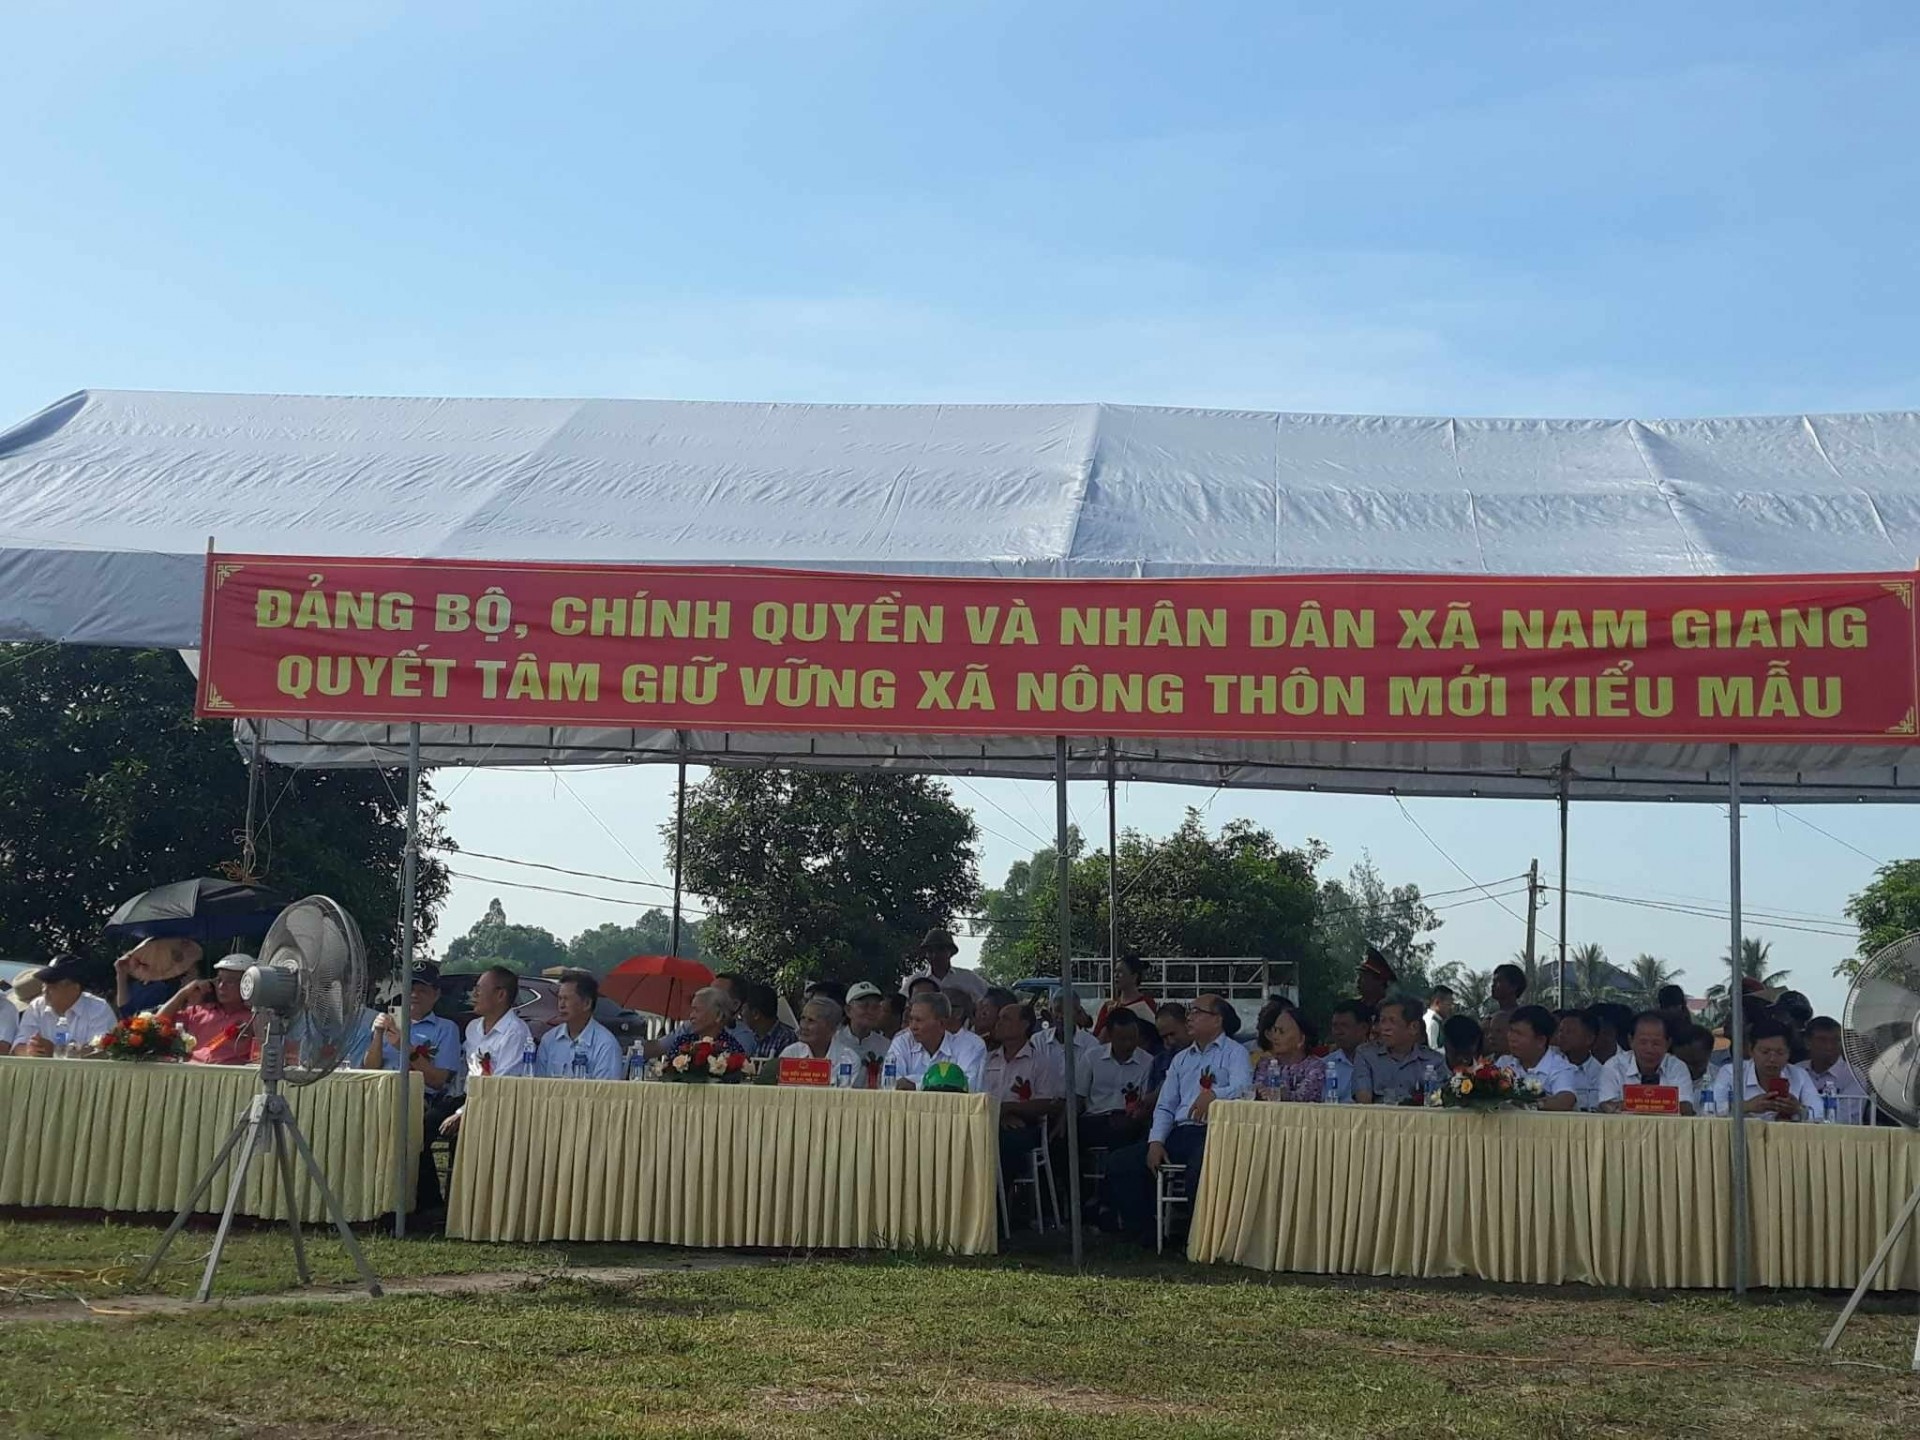 ĐẢNG BỘ, CHÍNH QUYỀN VÀ NHÂN DÂN XÃ NAM GIANG
QUYẾT TÂM GIỮ VỮNG XÃ NÔNG THÔN MỚI KIỂU MẪU